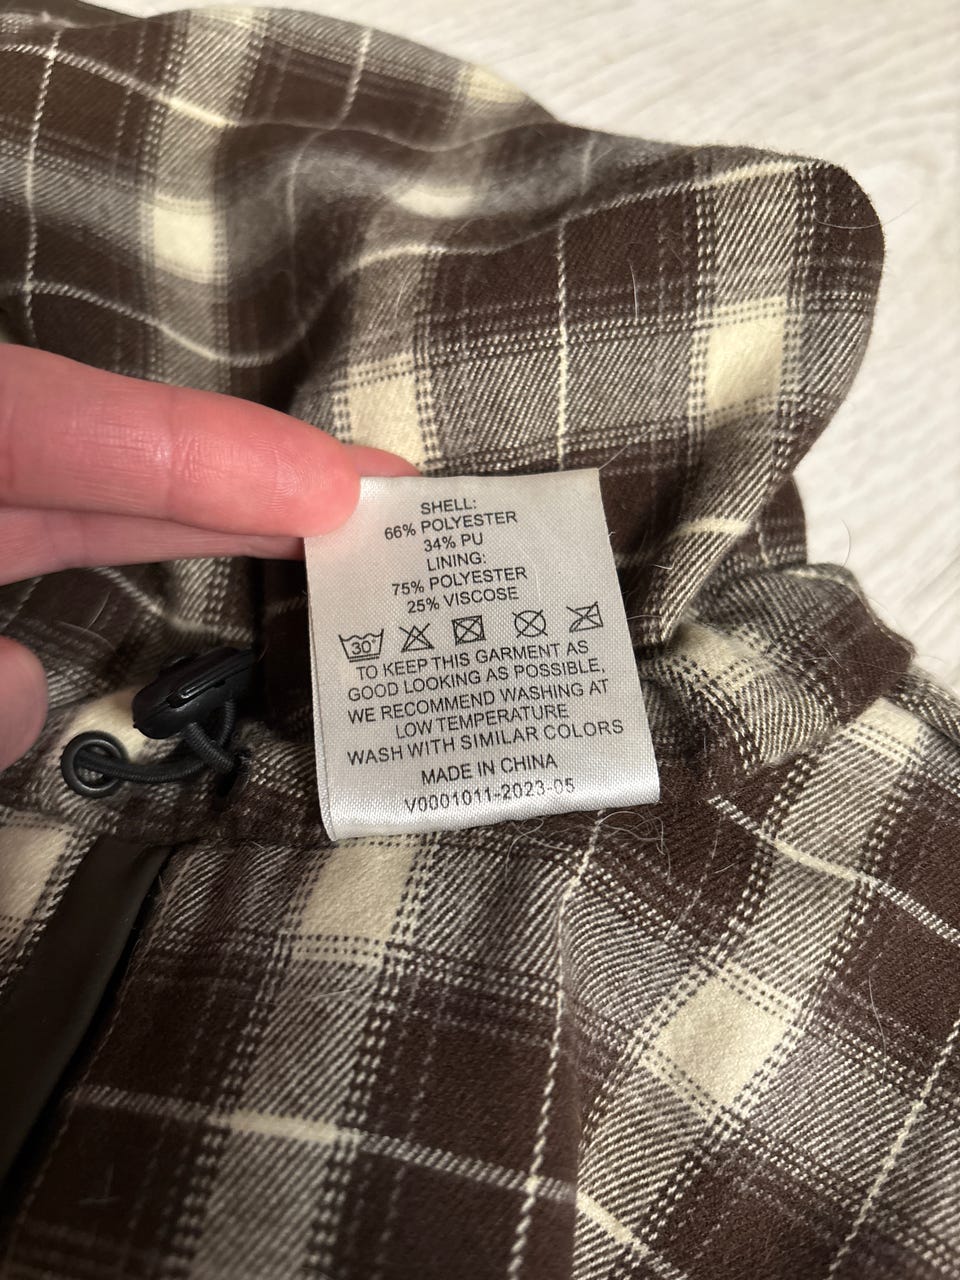 SHELL:
66% POLYESTER
34% PU
LINING:
75% POLYESTER
25% VISCOSE
30°
TO KEEP THIS GARMENT AS
GOOD LOOKING AS POSSIBLE,
WE RECOMMEND WASHING AT
LOW TEMPERATURE
WASH WITH SIMILAR COLORS
MADE IN CHINA
V0001011-2023-05